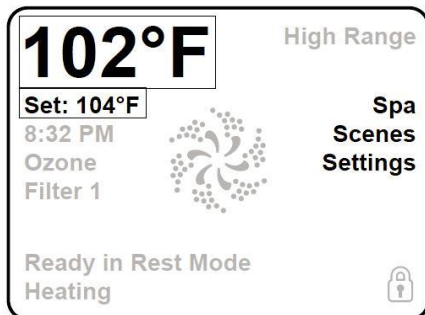 102°F
High Range
Set: 104°F
Spa
8:32 PM
Scenes
Ozone
Settings
Filter 1
Ready in Rest Mode
Heating